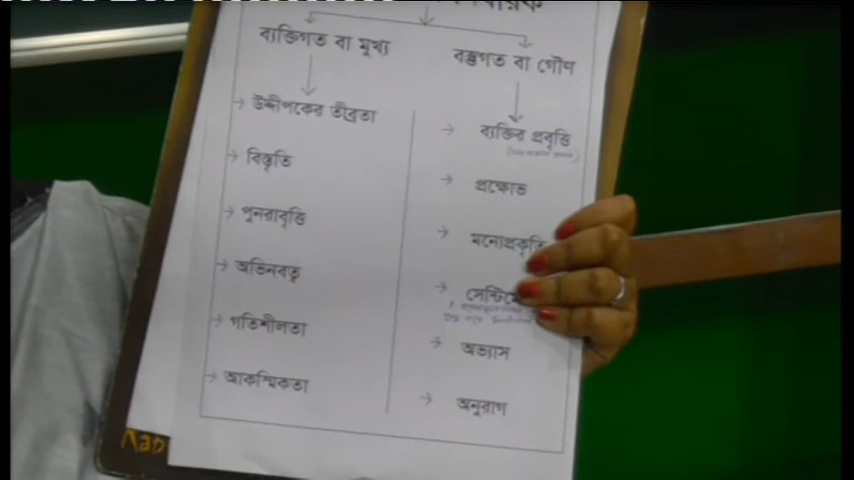 ব্যক্তিগত বা মুখ্য
বস্তুগত বা গৌণ
→ উদ্দীপকের তীব্রতা
→ বিস্তৃতি
→ পুনরাবৃত্তি
→ অভিনবত্ব
→ গতিশীলতা
→ আকস্মিকতা
→ ব্যক্তির প্রবৃত্তি
→ প্রক্ষোভ
→ মনোপ্রকৃতি
→ অভ্যাস
→ অনুরাগ